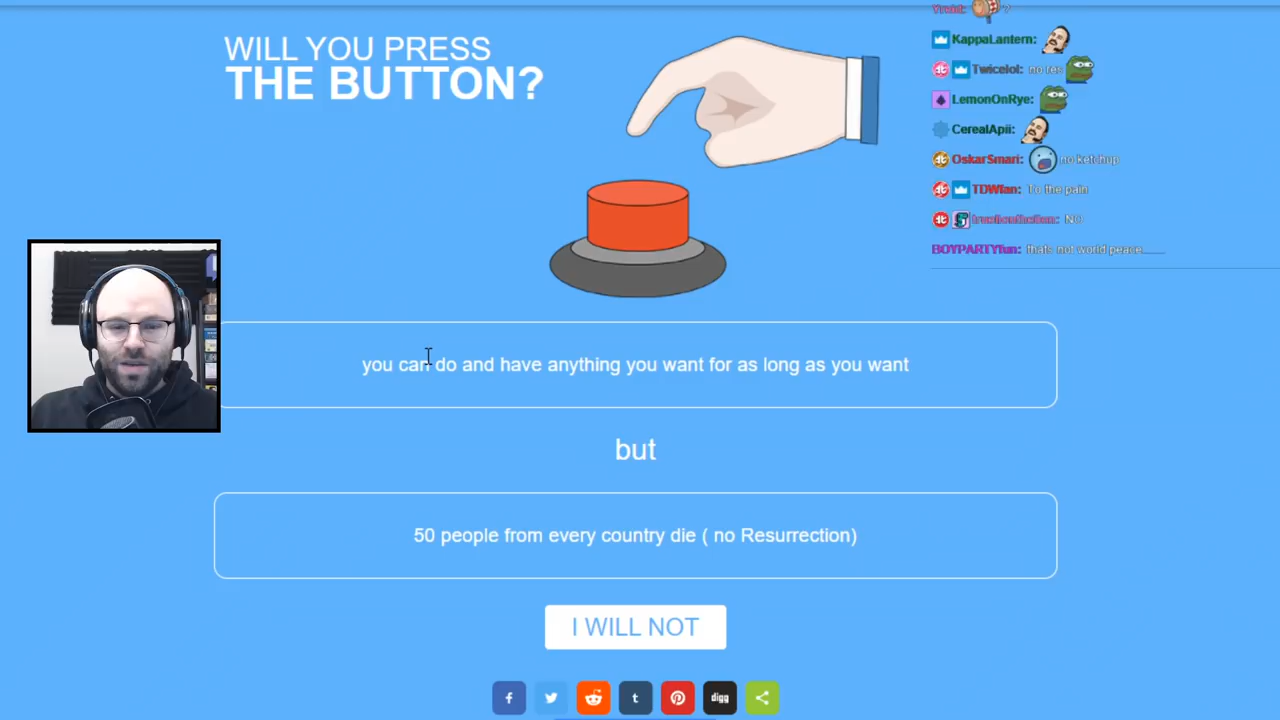 WILL YOU PRESS
THE BUTTON?
KappaLantern:
Twicelol: no res
LemonOnRye:
CerealApii:
OskarSmari: no ketchup
TDWfan: To the pain
NO
BOYPARTYfun: thats not world peace......
you can do and have anything you want for as long as you want
but
50 people from every country die ( no Resurrection)
I WILL NOT
f
t
digg